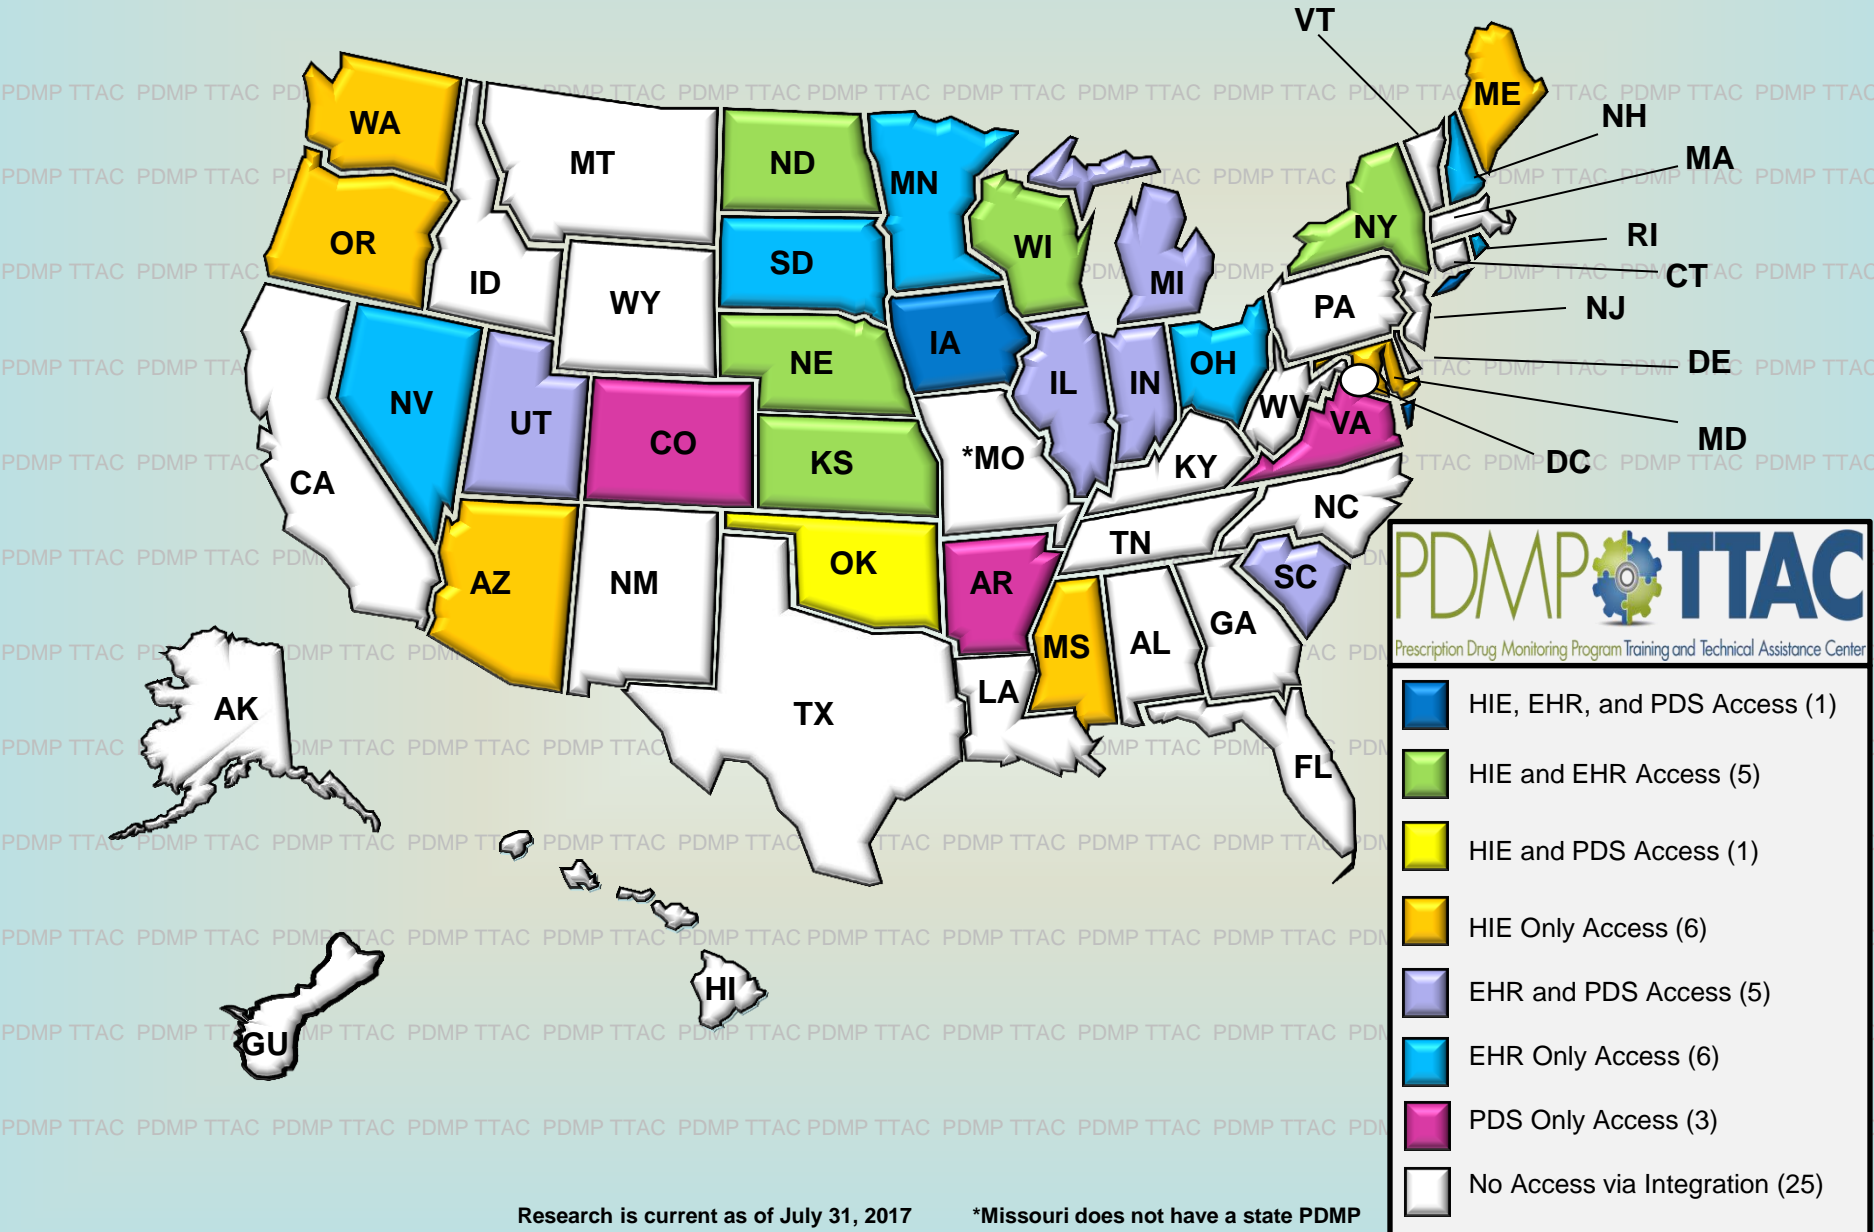 VT
ME
WA
NH
MT
ND
MN
MA
NY
OR
WI
RI
SD
CT
ID
MI
WY
PA
NJ
IA
NE
OH
DE
IL
IN
NV
WV
UT
VA
CO
MD
*MO
KS
KY
DC
CA
NC
TN
OK
AZ
NM
AR
SC
GA
MS
AL
LA
AK
TX
FL
HI
GU
PDMP TTAC
Prescription Drug Monitoring Program Training and Technical Assistance Center
HIE, EHR, and PDS Access (1)
HIE and EHR Access (5)
HIE and PDS Access (1)
HIE Only Access (6)
EHR and PDS Access (5)
EHR Only Access (6)
PDS Only Access (3)
No Access via Integration (25)
Research is current as of July 31, 2017 *Missouri does not have a state PDMP